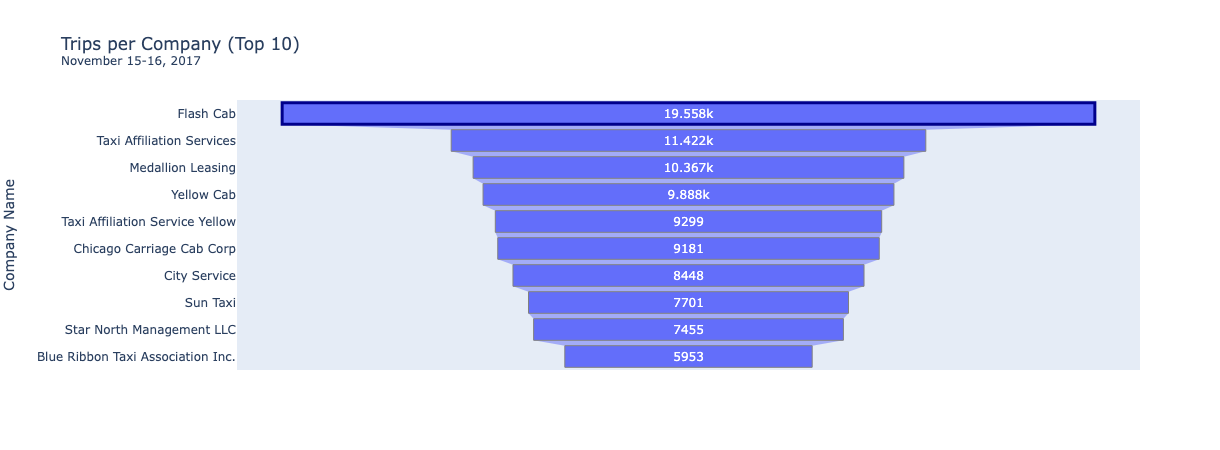 Trips per Company (Top 10)
November 15-16, 2017
Company Name
Flash Cab 19.558k
Taxi Affiliation Services 11.422k
Medallion Leasing 10.367k
Yellow Cab 9.888k
Taxi Affiliation Service Yellow 9299
Chicago Carriage Cab Corp 9181
City Service 8448
Sun Taxi 7701
Star North Management LLC 7455
Blue Ribbon Taxi Association Inc. 5953